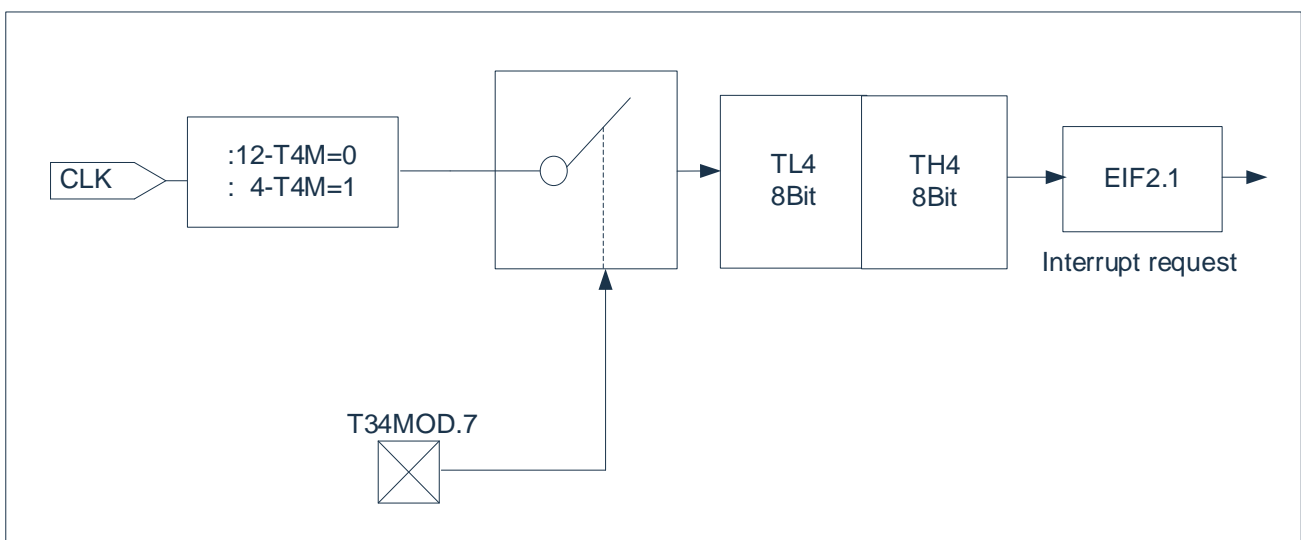 CLK
:12-T4M=0
: 4-T4M=1
TL4
8Bit
TH4
8Bit
EIF2.1
Interrupt request
T34MOD.7